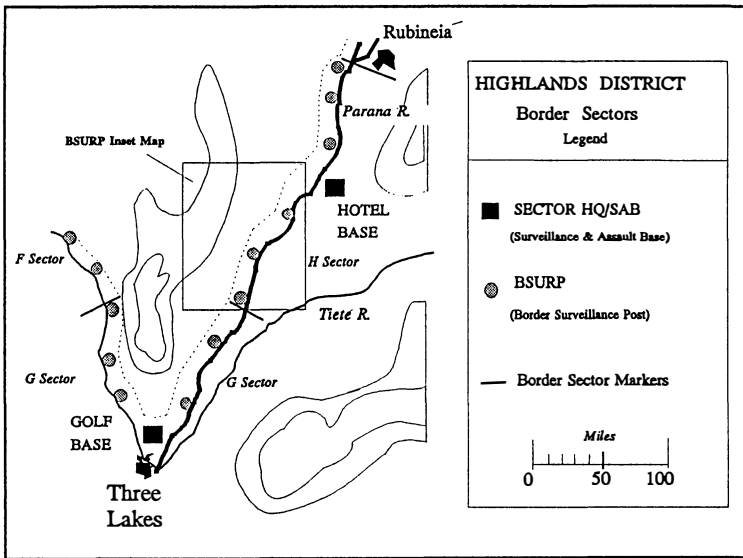 Rubineia
Parana R.
BSURP Inset Map
HOTEL
BASE
F Sector
H Sector
Tieté R.
G Sector
G Sector
GOLF
BASE
Three
Lakes
HIGHLANDS DISTRICT
Border Sectors
Legend
SECTOR HQ/SAB
(Surveillance & Assault Base)
BSURP
(Border Surveillance Post)
Border Sector Markers
Miles
0 50 100